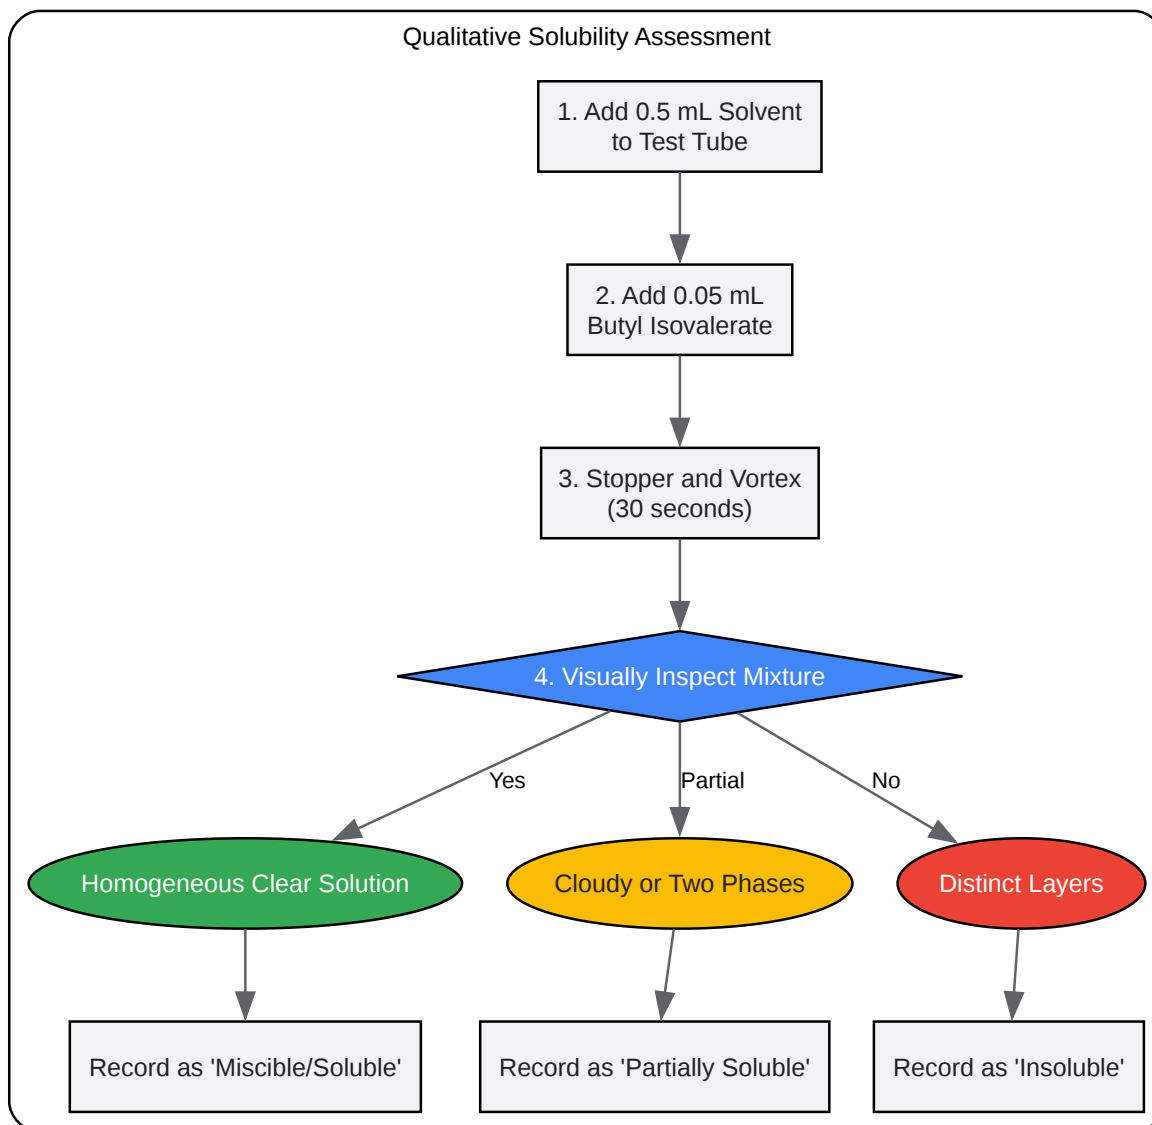 Qualitative Solubility Assessment
1. Add 0.5 mL Solvent
to Test Tube
2. Add 0.05 mL
Butyl Isovalerate
3. Stopper and Vortex
(30 seconds)
4. Visually Inspect Mixture
Yes
Partial
No
Homogeneous Clear Solution
Cloudy or Two Phases
Distinct Layers
Record as 'Miscible/Soluble'
Record as 'Partially Soluble'
Record as 'Insoluble'